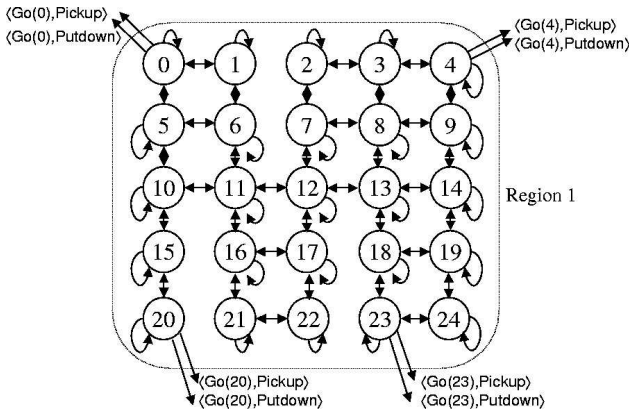 ⟨Go(0),Pickup⟩
⟨Go(0),Putdown⟩
⟨Go(4),Pickup⟩
⟨Go(4),Putdown⟩
0 1 2 3 4
5 6 7 8 9
10 11 12 13 14
Region 1
15 16 17 18 19
20 21 22 23 24
⟨Go(20),Pickup⟩
⟨Go(20),Putdown⟩
⟨Go(23),Pickup⟩
⟨Go(23),Putdown⟩